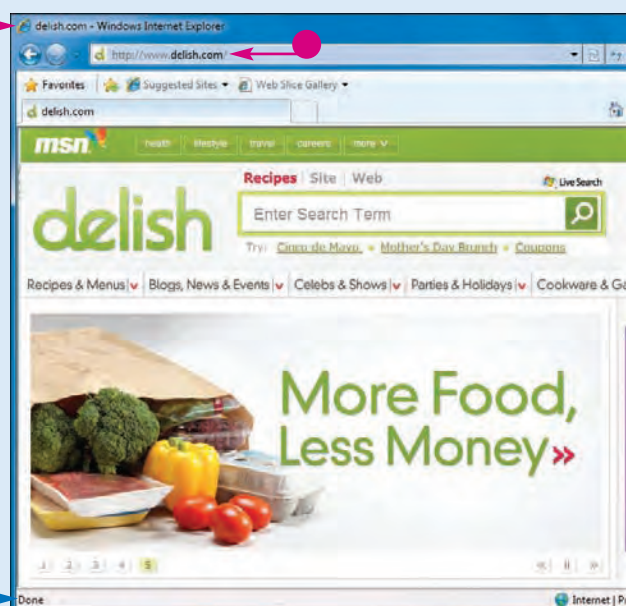 delish.com - Windows Internet Explorer
http://www.delish.com/
Favorites Suggested Sites Web Slice Gallery
delish.com
msn health lifestyle travel careers more
Recipes Site Web Live Search
delish
Enter Search Term
Try: Cinco de Mayo Mother's Day Brunch Coupons
Recipes & Menus Blogs, News & Events Celebs & Shows Parties & Holidays Cookware & Ga
More Food,
Less Money»
1 2 3 4 5
Done Internet | Pr